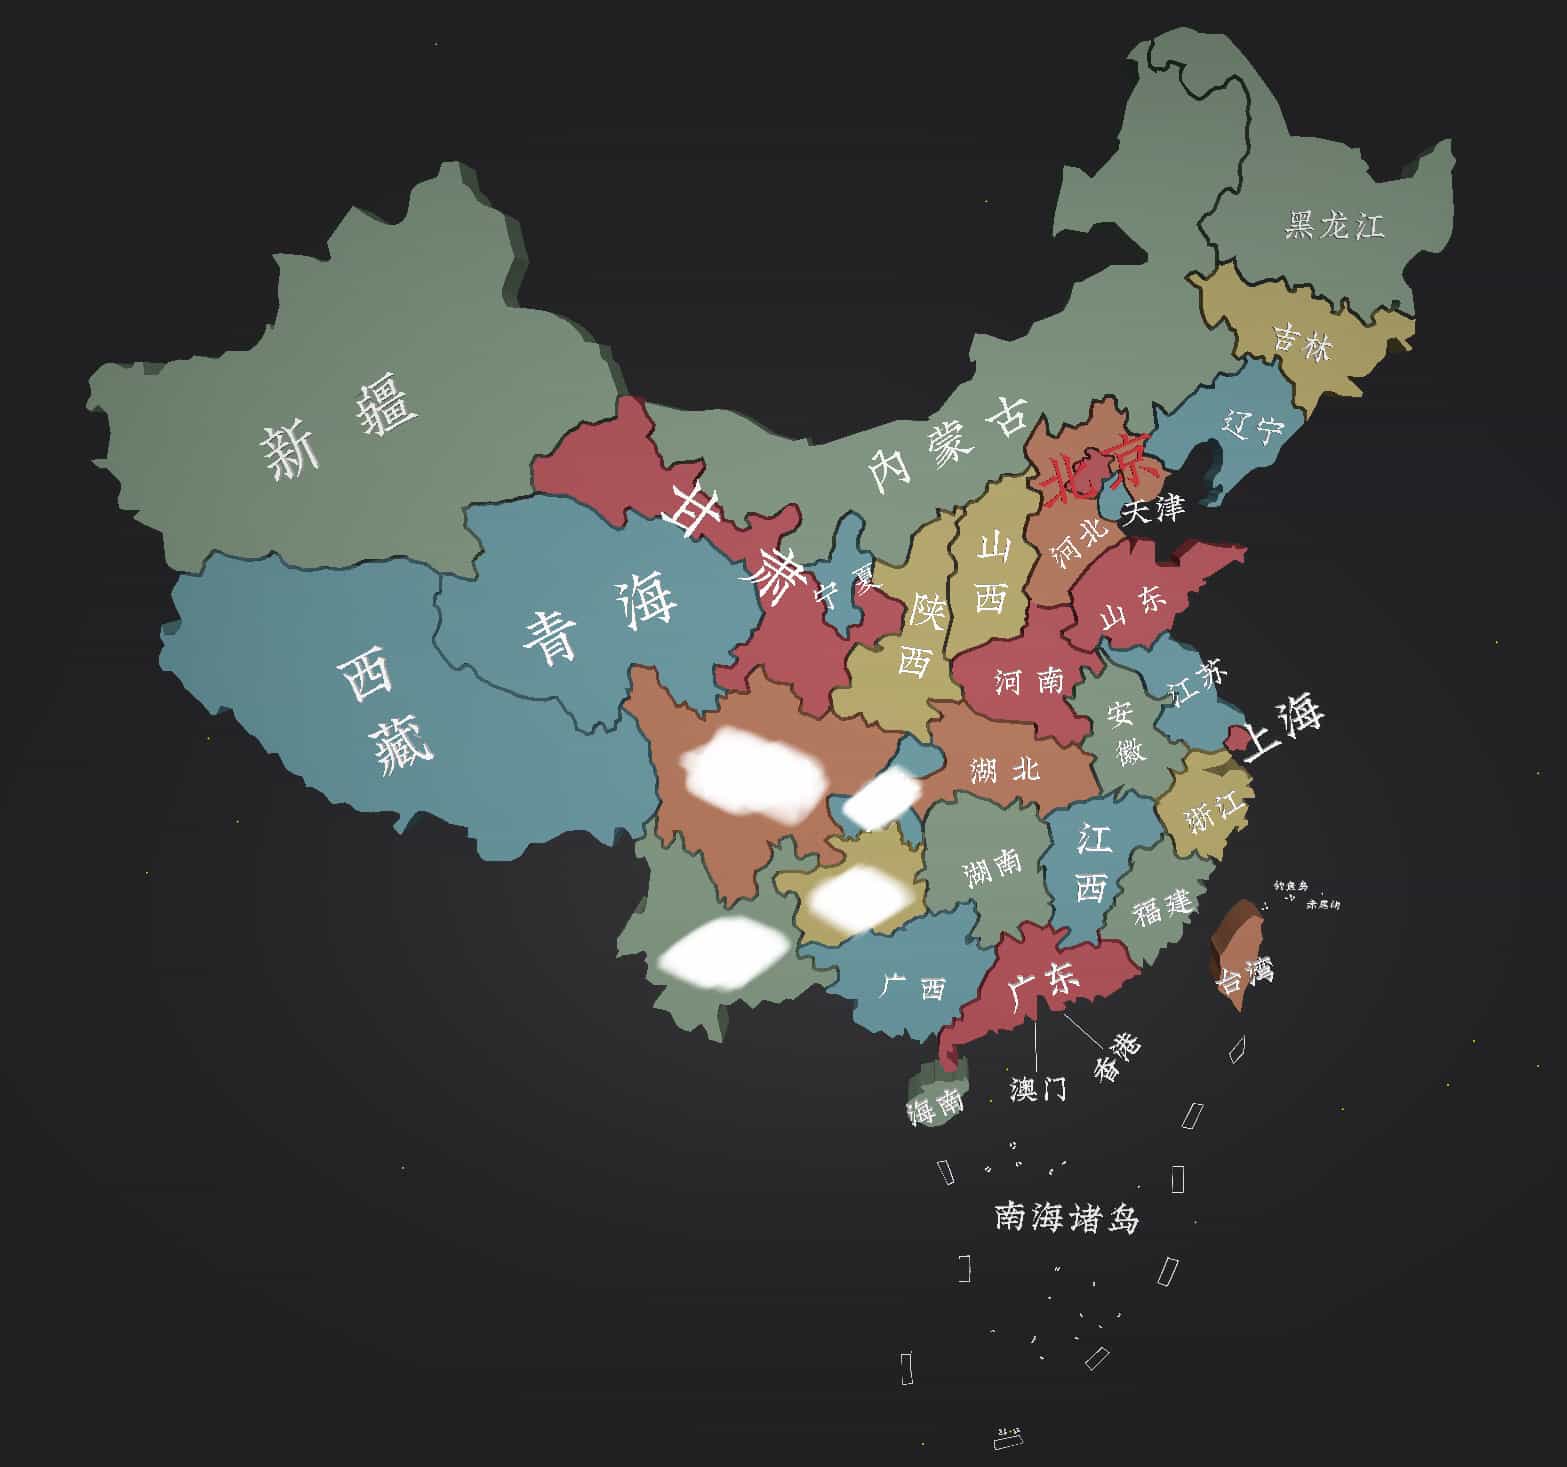 黑龙江
吉林
辽宁
内蒙古
新疆
北京
天津
河北
甘肃
宁夏
山西
陕西
山东
青海
西藏
河南
江苏
安徽
上海
湖北
浙江
江西
湖南
福建
钓鱼岛
赤尾屿
台湾
广西
广东
香港
澳门
海南
南海诸岛